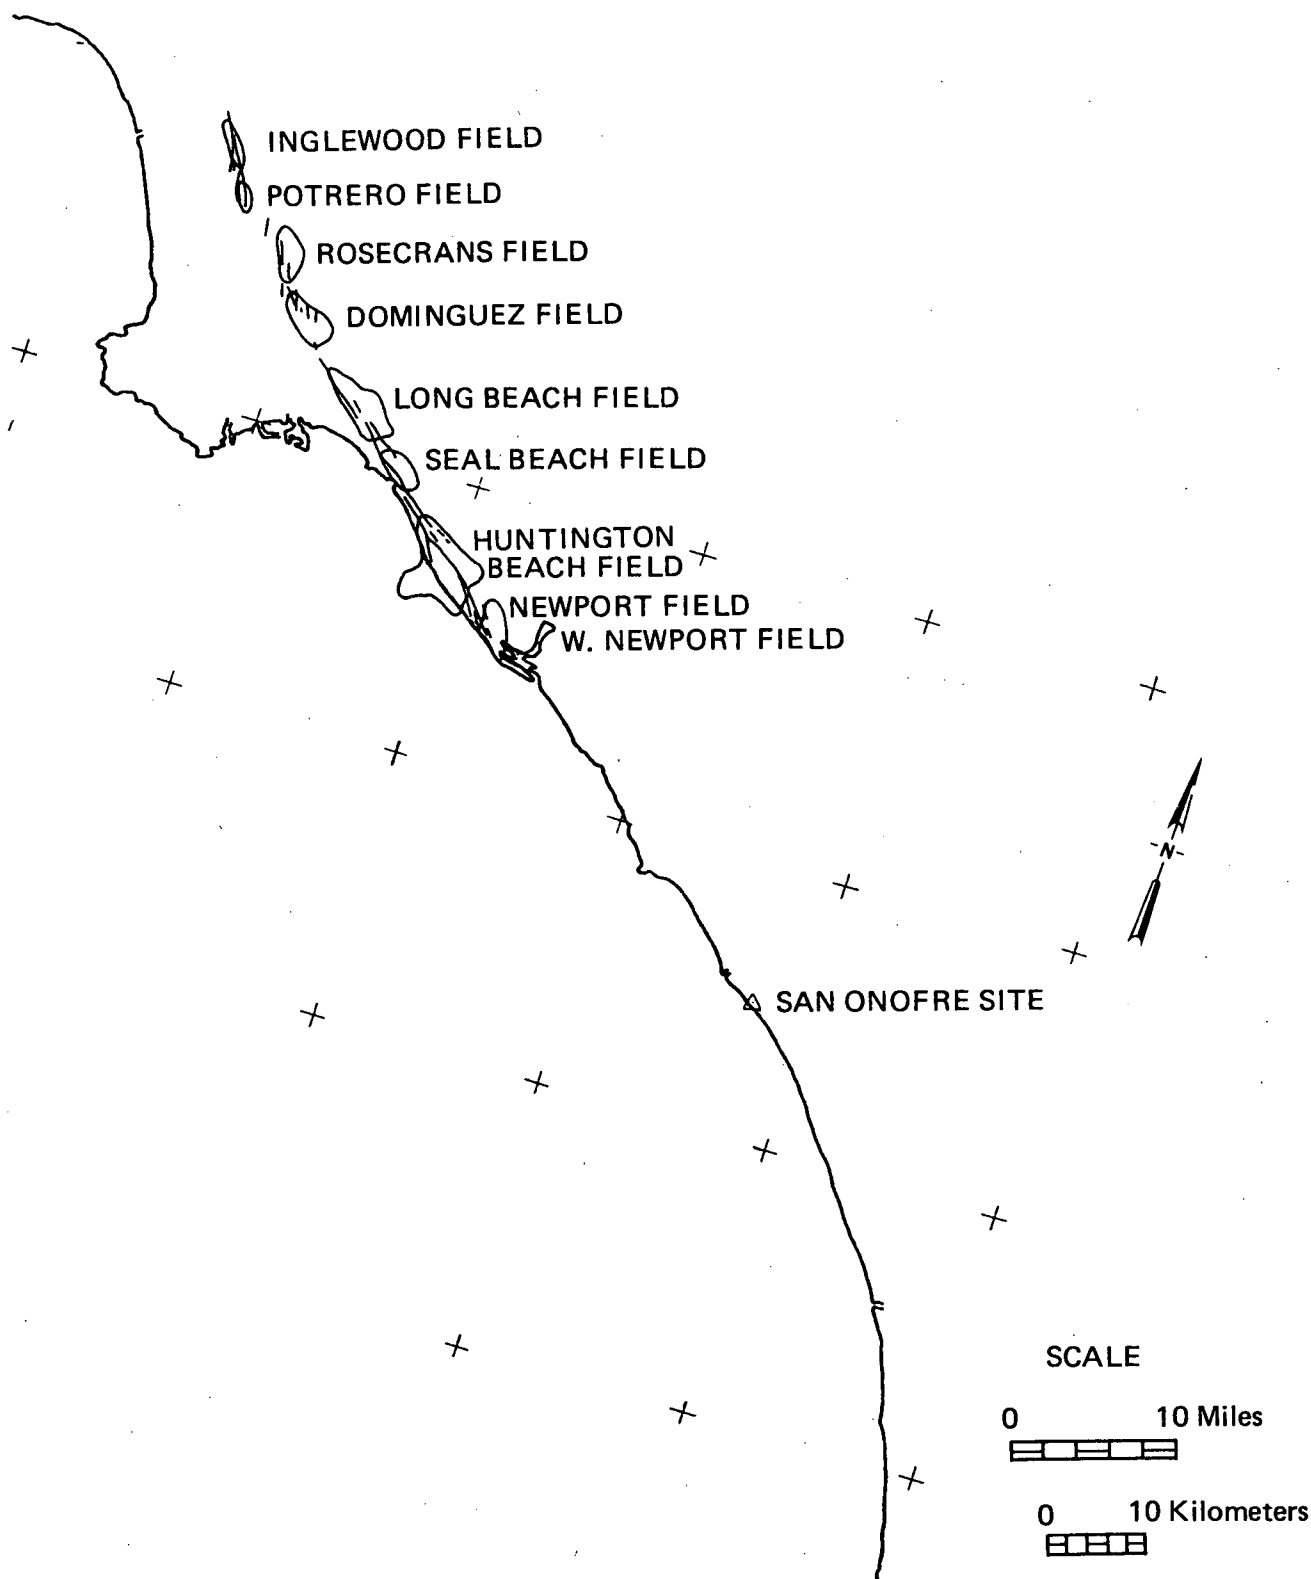 INGLEWOOD FIELD
POTRERO FIELD
ROSECRANS FIELD
DOMINGUEZ FIELD
LONG BEACH FIELD
SEAL BEACH FIELD
HUNTINGTON
BEACH FIELD
NEWPORT FIELD
W. NEWPORT FIELD
-N-
SAN ONOFRE SITE
SCALE
0 10 Miles
0 10 Kilometers